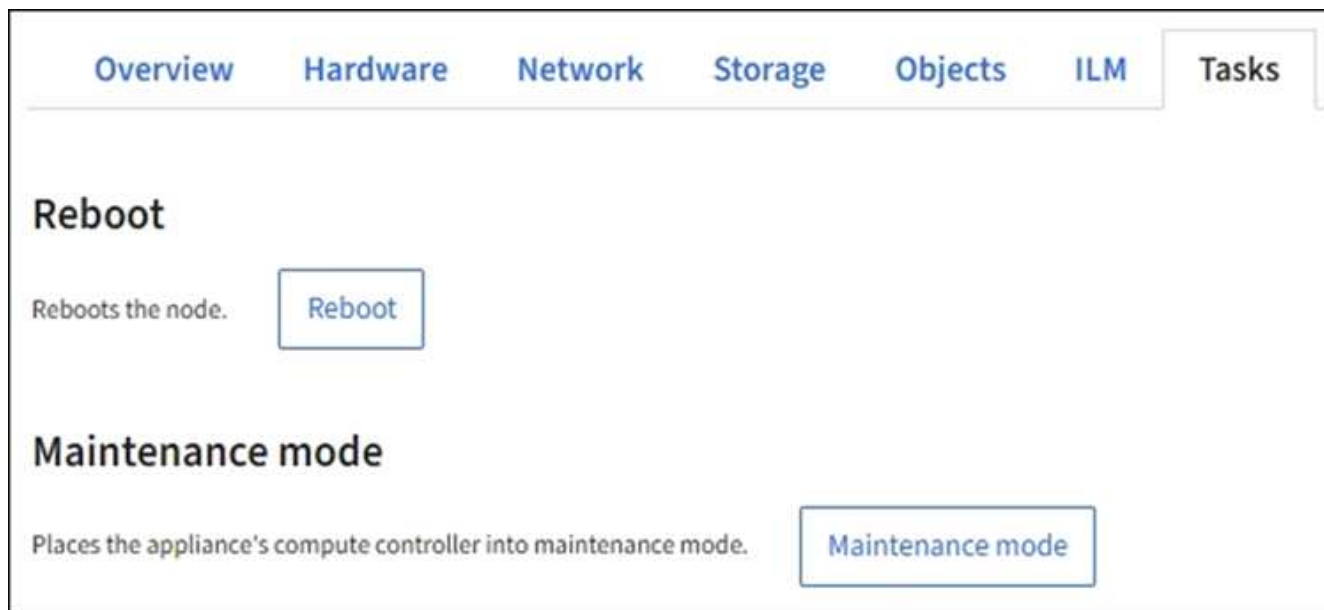 Overview Hardware Network Storage Objects ILM Tasks
Reboot
Reboots the node. Reboot
Maintenance mode
Places the appliance's compute controller into maintenance mode. Maintenance mode